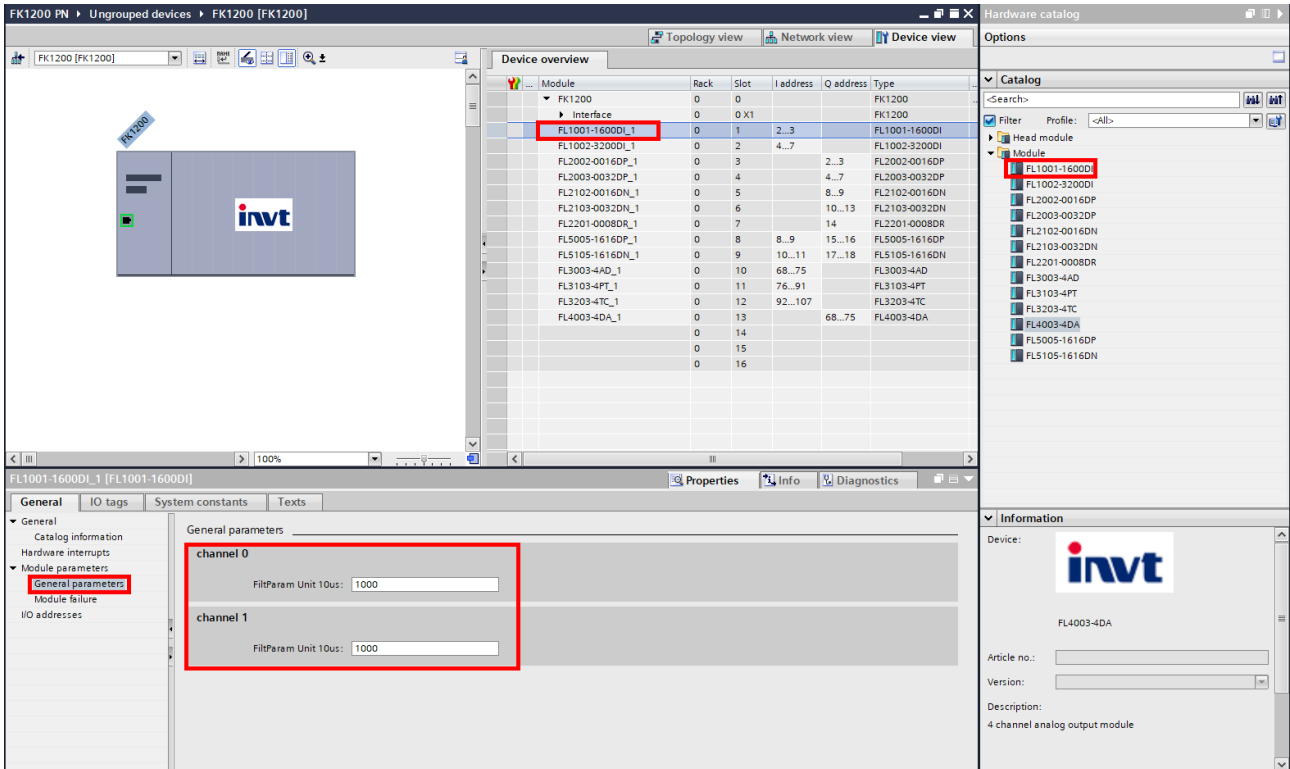 FK1200 PN ▸ Ungrouped devices ▸ FK1200 [FK1200]
Topology view Network view Device view
FK1200 [FK1200]
FK1200
invt
100%
Device overview
... Module Rack Slot I address Q address Type ...
FK1200 0 0 FK1200
Interface 0 0 X1 FK1200
FL1001-1600DI_1 0 1 2...3 FL1001-1600DI
FL1002-3200DI_1 0 2 4...7 FL1002-3200DI
FL2002-0016DP_1 0 3 2...3 FL2002-0016DP
FL2003-0032DP_1 0 4 4...7 FL2003-0032DP
FL2102-0016DN_1 0 5 8...9 FL2102-0016DN
FL2103-0032DN_1 0 6 10...13 FL2103-0032DN
FL2201-0008DR_1 0 7 14 FL2201-0008DR
FL5005-1616DP_1 0 8 8...9 15...16 FL5005-1616DP
FL5105-1616DN_1 0 9 10...11 17...18 FL5105-1616DN
FL3003-4AD_1 0 10 68...75 FL3003-4AD
FL3103-4PT_1 0 11 76...91 FL3103-4PT
FL3203-4TC_1 0 12 92...107 FL3203-4TC
FL4003-4DA_1 0 13 68...75 FL4003-4DA
0 14
0 15
0 16
FL1001-1600DI_1 [FL1001-1600DI]
Properties Info Diagnostics
General IO tags System constants Texts
General
Catalog information
Hardware interrupts
Module parameters
General parameters
Module failure
I/O addresses
General parameters
channel 0
FiltParam Unit 10us: 1000
channel 1
FiltParam Unit 10us: 1000
Hardware catalog
Options
Catalog
<Search>
Filter Profile: <All>
Head module
Module
FL1001-1600DI
FL1002-3200DI
FL2002-0016DP
FL2003-0032DP
FL2102-0016DN
FL2103-0032DN
FL2201-0008DR
FL3003-4AD
FL3103-4PT
FL3203-4TC
FL4003-4DA
FL5005-1616DP
FL5105-1616DN
Information
Device:
invt
FL4003-4DA
Article no.:
Version:
Description:
4 channel analog output module